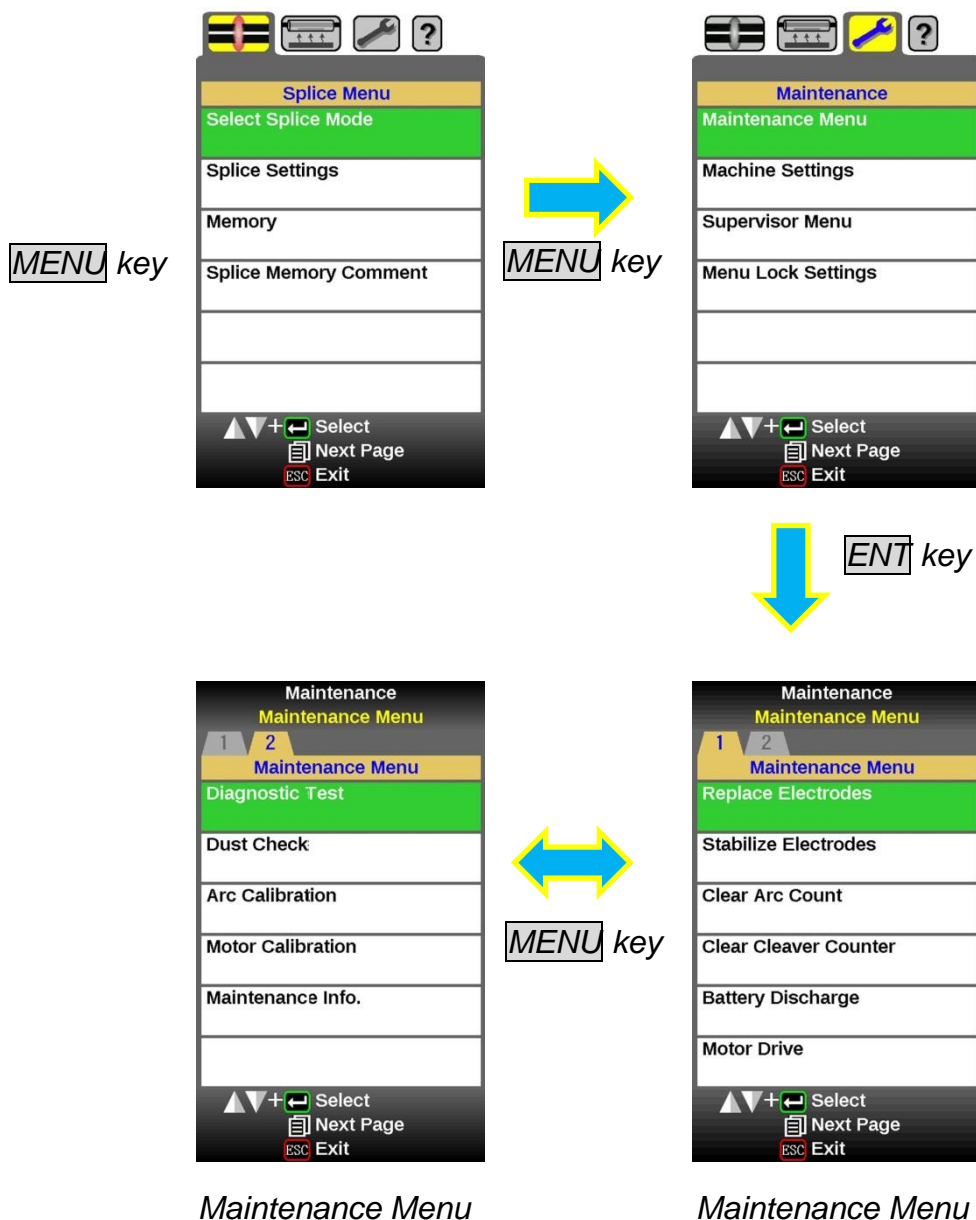 ?
Splice Menu
Select Splice Mode
Splice Settings
Memory
Splice Memory Comment
+ Select
Next Page
ESC Exit
MENU key
MENU key
?
Maintenance
Maintenance Menu
Machine Settings
Supervisor Menu
Menu Lock Settings
+ Select
Next Page
ESC Exit
ENT key
Maintenance
Maintenance Menu
1 2
Maintenance Menu
Diagnostic Test
Dust Check
Arc Calibration
Motor Calibration
Maintenance Info.
+ Select
Next Page
ESC Exit
Maintenance Menu
MENU key
Maintenance
Maintenance Menu
1 2
Maintenance Menu
Replace Electrodes
Stabilize Electrodes
Clear Arc Count
Clear Cleaver Counter
Battery Discharge
Motor Drive
+ Select
Next Page
ESC Exit
Maintenance Menu